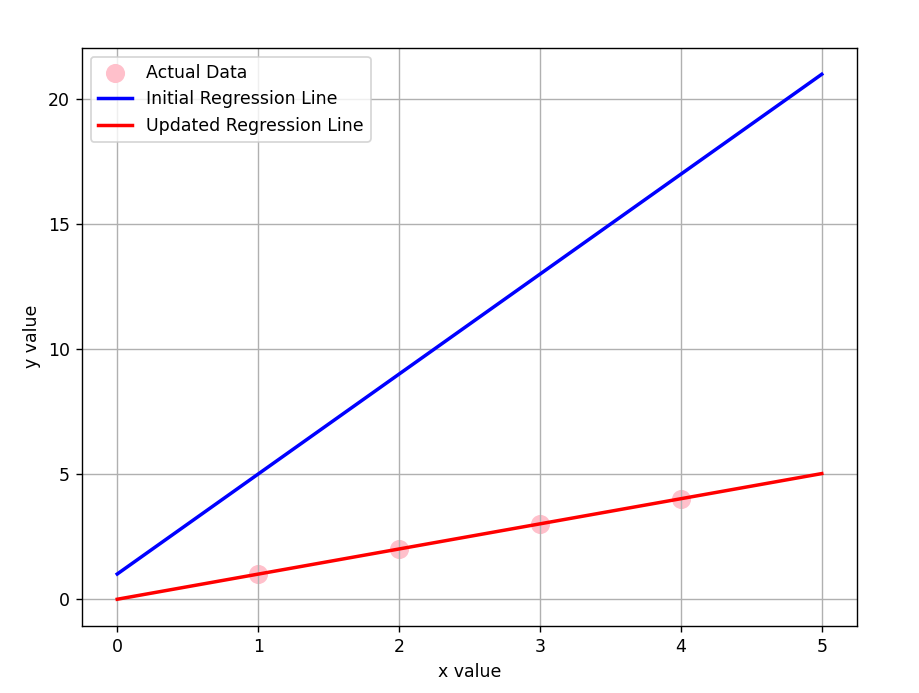 Actual Data
Initial Regression Line
Updated Regression Line
20
15
10
5
0
y value
0 1 2 3 4 5
x value